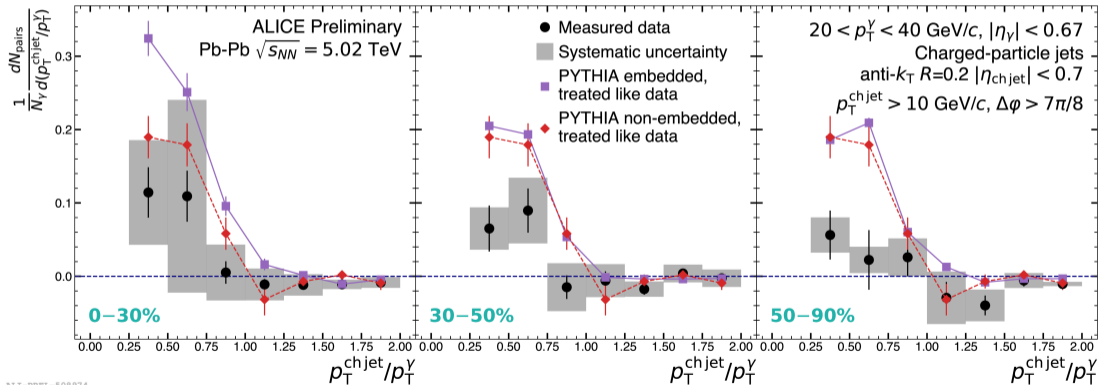 ALICE Preliminary
Pb-Pb √s_NN = 5.02 TeV
Measured data
Systematic uncertainty
PYTHIA embedded,
treated like data
PYTHIA non-embedded,
treated like data
20 < p_T^γ < 40 GeV/c, |η_γ| < 0.67
Charged-particle jets
anti-k_T R=0.2 |η_ch jet| < 0.7
p_T^ch jet > 10 GeV/c, Δφ > 7π/8
1/N_γ dN_pairs/d(p_T^ch jet/p_T^γ)
0.3
0.2
0.1
0.0
0−30%
30−50%
50−90%
0.00 0.25 0.50 0.75 1.00 1.25 1.50 1.75 2.00
0.00 0.25 0.50 0.75 1.00 1.25 1.50 1.75 2.00
0.00 0.25 0.50 0.75 1.00 1.25 1.50 1.75 2.00
p_T^ch jet/p_T^γ
p_T^ch jet/p_T^γ
p_T^ch jet/p_T^γ